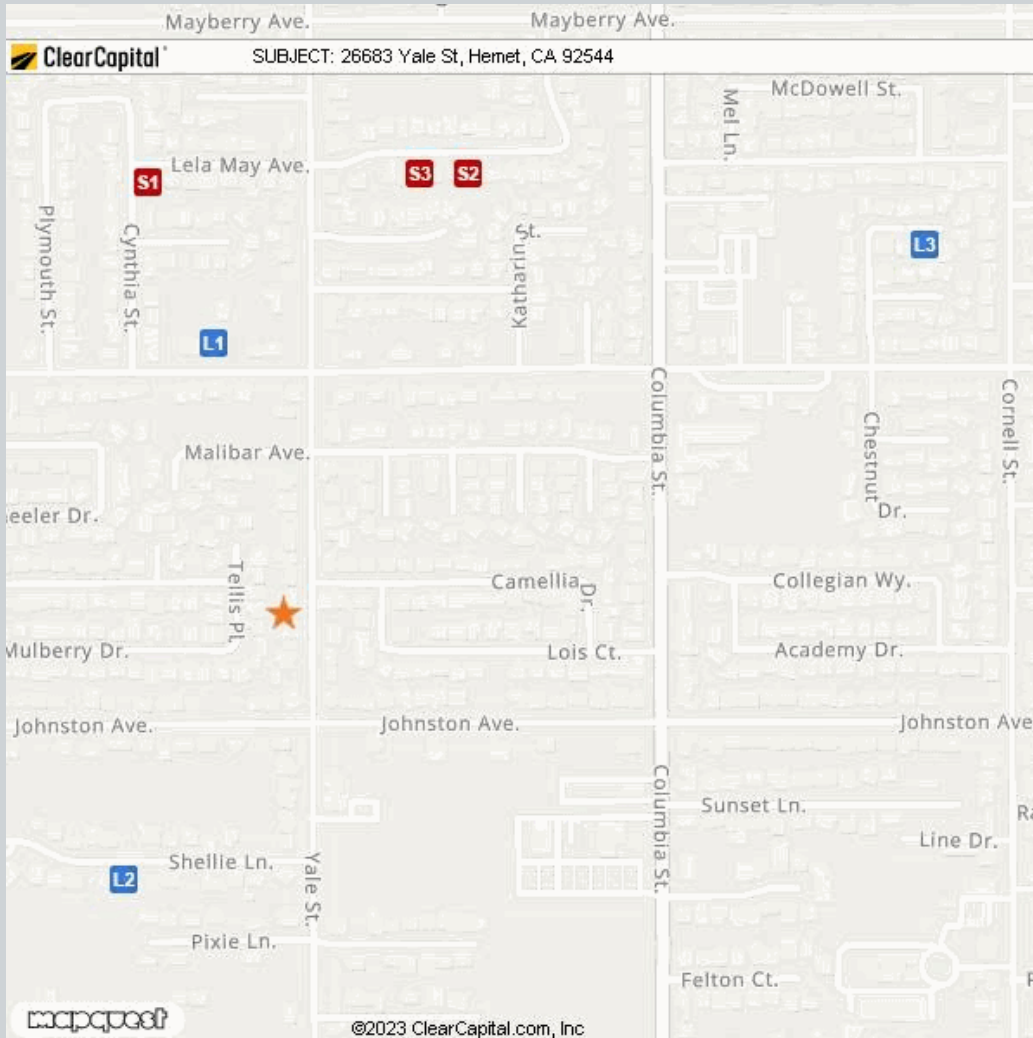 Mayberry Ave.
Mayberry Ave.
ClearCapital
SUBJECT: 26683 Yale St, Hemet, CA 92544
McDowell St.
Mel Ln.
Lela May Ave.
S1
S3
S2
Plymouth St.
Cynthia St.
Katharin St.
L3
L1
Columbia St.
Cornell St.
Malibar Ave.
Chestnut Dr.
eeler Dr.
Tellis Pl.
Camellia Dr.
Collegian Wy.
Mulberry Dr.
Lois Ct.
Academy Dr.
Johnston Ave.
Johnston Ave.
Johnston Ave
Columbia St.
Sunset Ln.
Ra
Line Dr.
Shellie Ln.
L2
Yale St.
Pixie Ln.
Felton Ct.
mapquest
©2023 ClearCapital.com, Inc